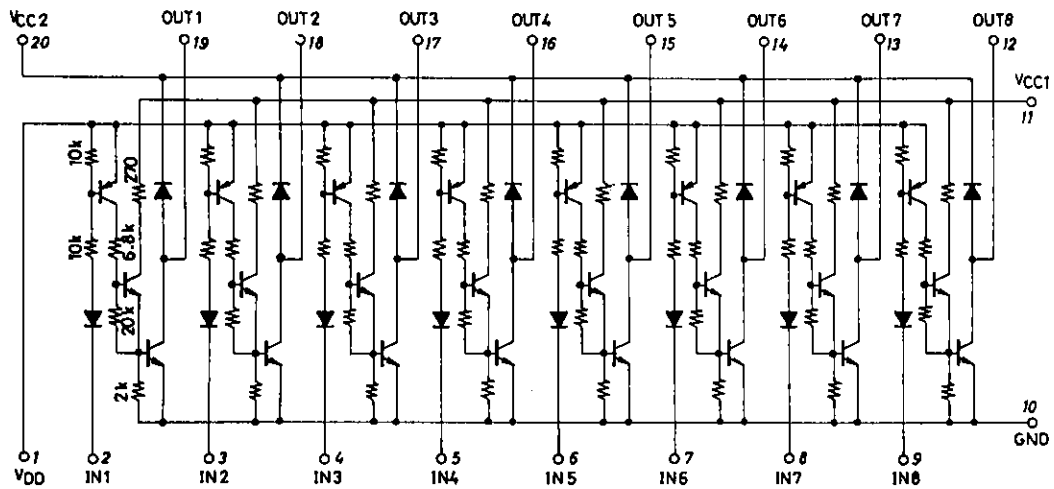 VCC2 OUT1 OUT2 OUT3 OUT4 OUT5 OUT6 OUT7 OUT8
20 19 18 17 16 15 14 13 12
VCC1
11
10k 270
10k 6.8k
20k
2k
10
GND
1 2 3 4 5 6 7 8 9
VDD IN1 IN2 IN3 IN4 IN5 IN6 IN7 IN8